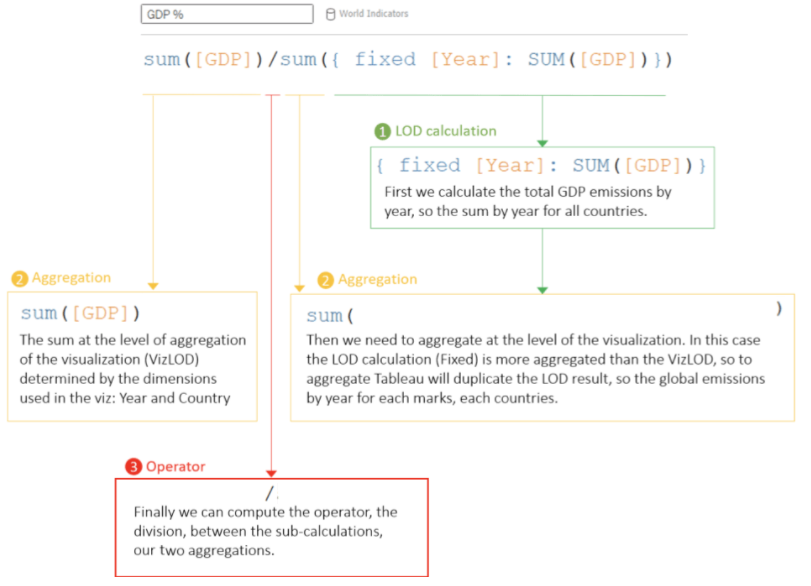 GDP %
World Indicators
sum([GDP])/sum({ fixed [Year]: SUM([GDP])})
1 LOD calculation
{ fixed [Year]: SUM([GDP])}
First we calculate the total GDP emissions by
year, so the sum by year for all countries.
2 Aggregation
sum([GDP])
The sum at the level of aggregation
of the visualization (VizLOD)
determined by the dimensions
used in the viz: Year and Country
2 Aggregation
sum( )
Then we need to aggregate at the level of the visualization. In this case
the LOD calculation (Fixed) is more aggregated than the VizLOD, so to
aggregate Tableau will duplicate the LOD result, so the global emissions
by year for each marks, each countries.
3 Operator
/
Finally we can compute the operator, the
division, between the sub-calculations,
our two aggregations.